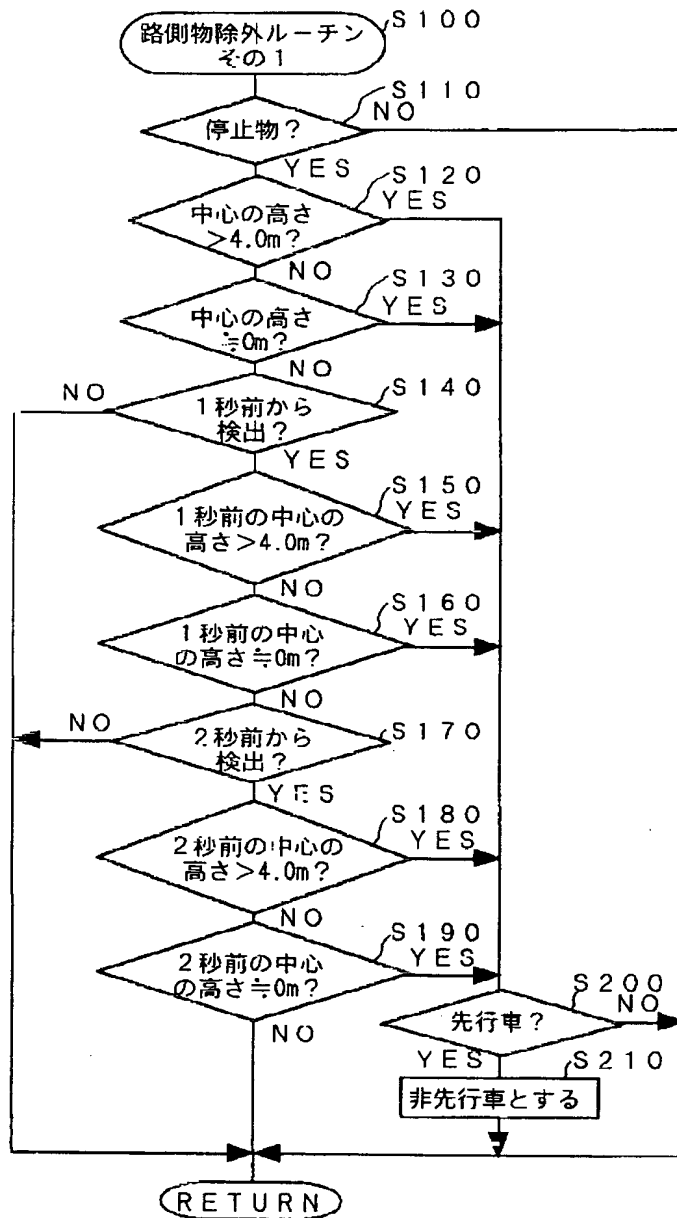 路側物除外ルーチン
その1
S100
S110
NO
停止物?
YES
S120
YES
中心の高さ
>4.0m?
NO
S130
YES
中心の高さ
≒0m?
NO
NO
S140
1秒前から
検出?
YES
S150
YES
1秒前の中心の
高さ>4.0m?
NO
S160
YES
1秒前の中心
の高さ≒0m?
NO
NO
S170
2秒前から
検出?
YES
S180
YES
2秒前の中心の
高さ>4.0m?
NO
S190
YES
2秒前の中心
の高さ≒0m?
NO
S200
NO
先行車?
YES
S210
非先行車とする
RETURN